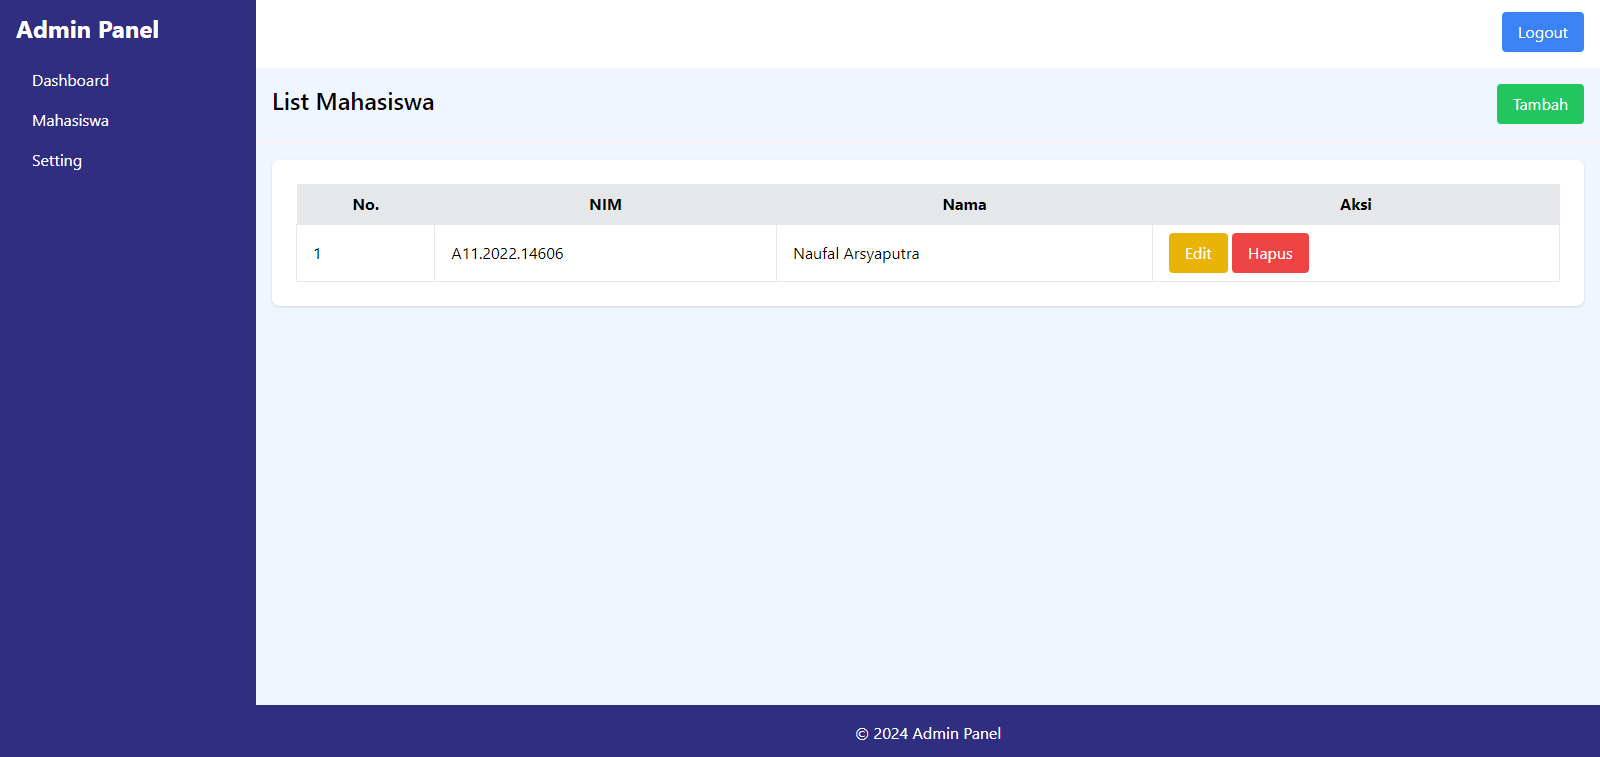 Admin Panel
Dashboard
Mahasiswa
Setting
Logout
List Mahasiswa
Tambah
No. NIM Nama Aksi
1 A11.2022.14606 Naufal Arsyaputra Edit Hapus
© 2024 Admin Panel